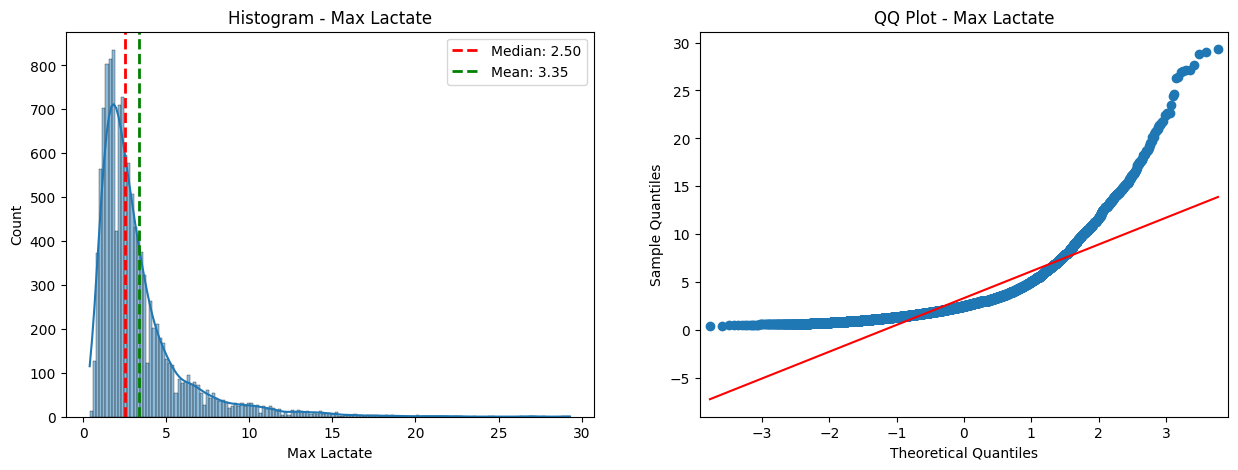 Histogram - Max Lactate
Median: 2.50
Mean: 3.35
Count
800
700
600
500
400
300
200
100
0
0 5 10 15 20 25 30
Max Lactate
QQ Plot - Max Lactate
Sample Quantiles
30
25
20
15
10
5
0
−5
−3 −2 −1 0 1 2 3
Theoretical Quantiles